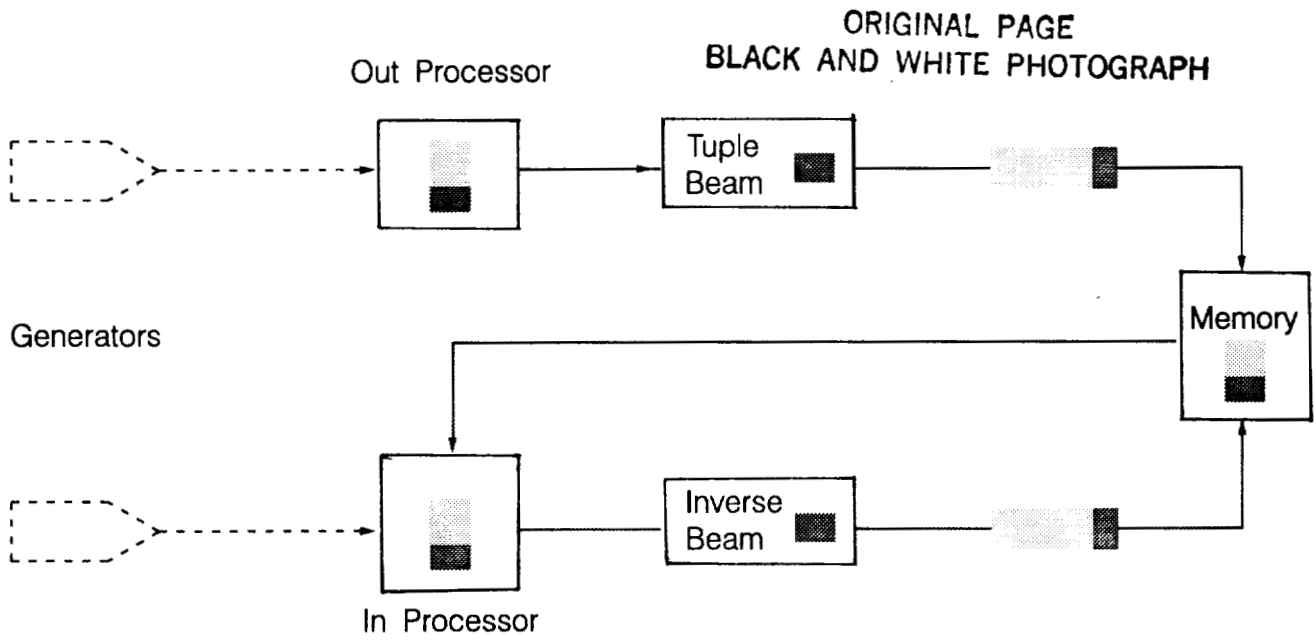 ORIGINAL PAGE
BLACK AND WHITE PHOTOGRAPH
Out Processor
Tuple
Beam
Memory
Generators
Inverse
Beam
In Processor